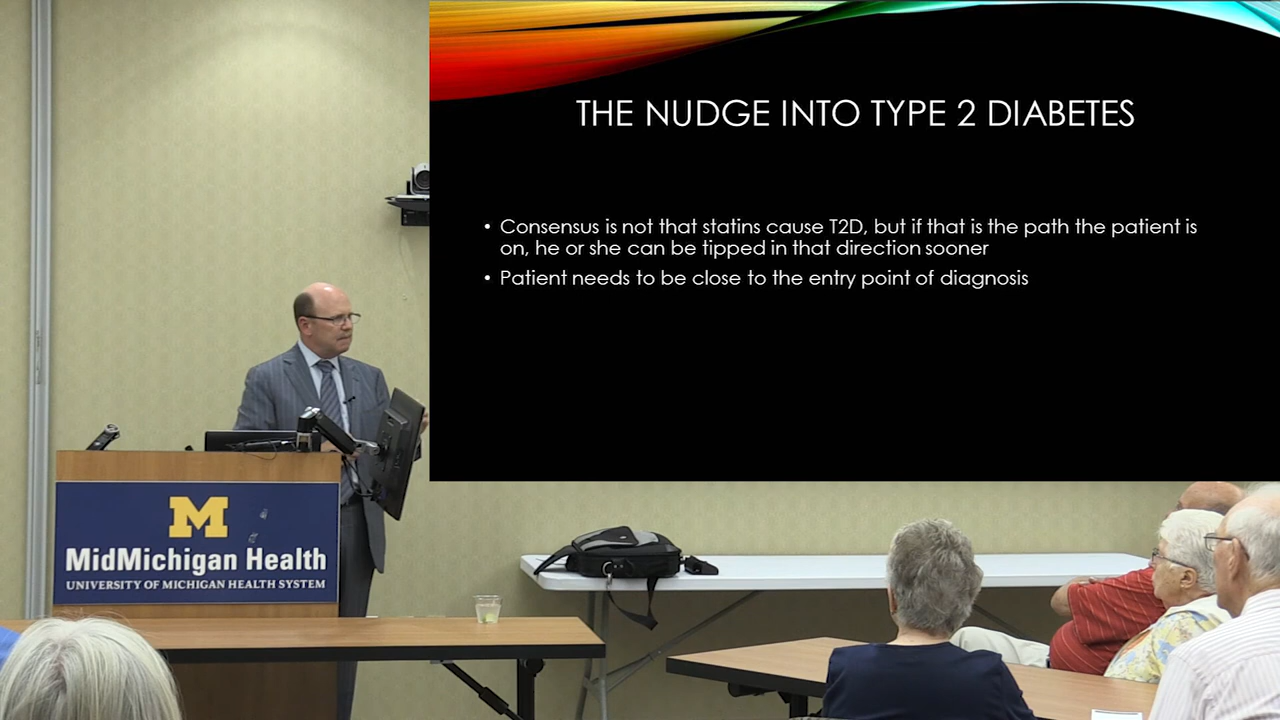 THE NUDGE INTO TYPE 2 DIABETES
• Consensus is not that statins cause T2D, but if that is the path the patient is
on, he or she can be tipped in that direction sooner
• Patient needs to be close to the entry point of diagnosis
M
MidMichigan Health
UNIVERSITY OF MICHIGAN HEALTH SYSTEM